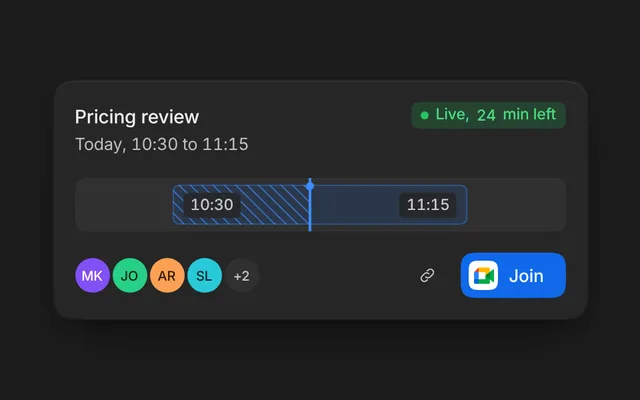 Pricing review
Live, 24 min left
Today, 10:30 to 11:15
10:30
11:15
MK JO AR SL +2
Join